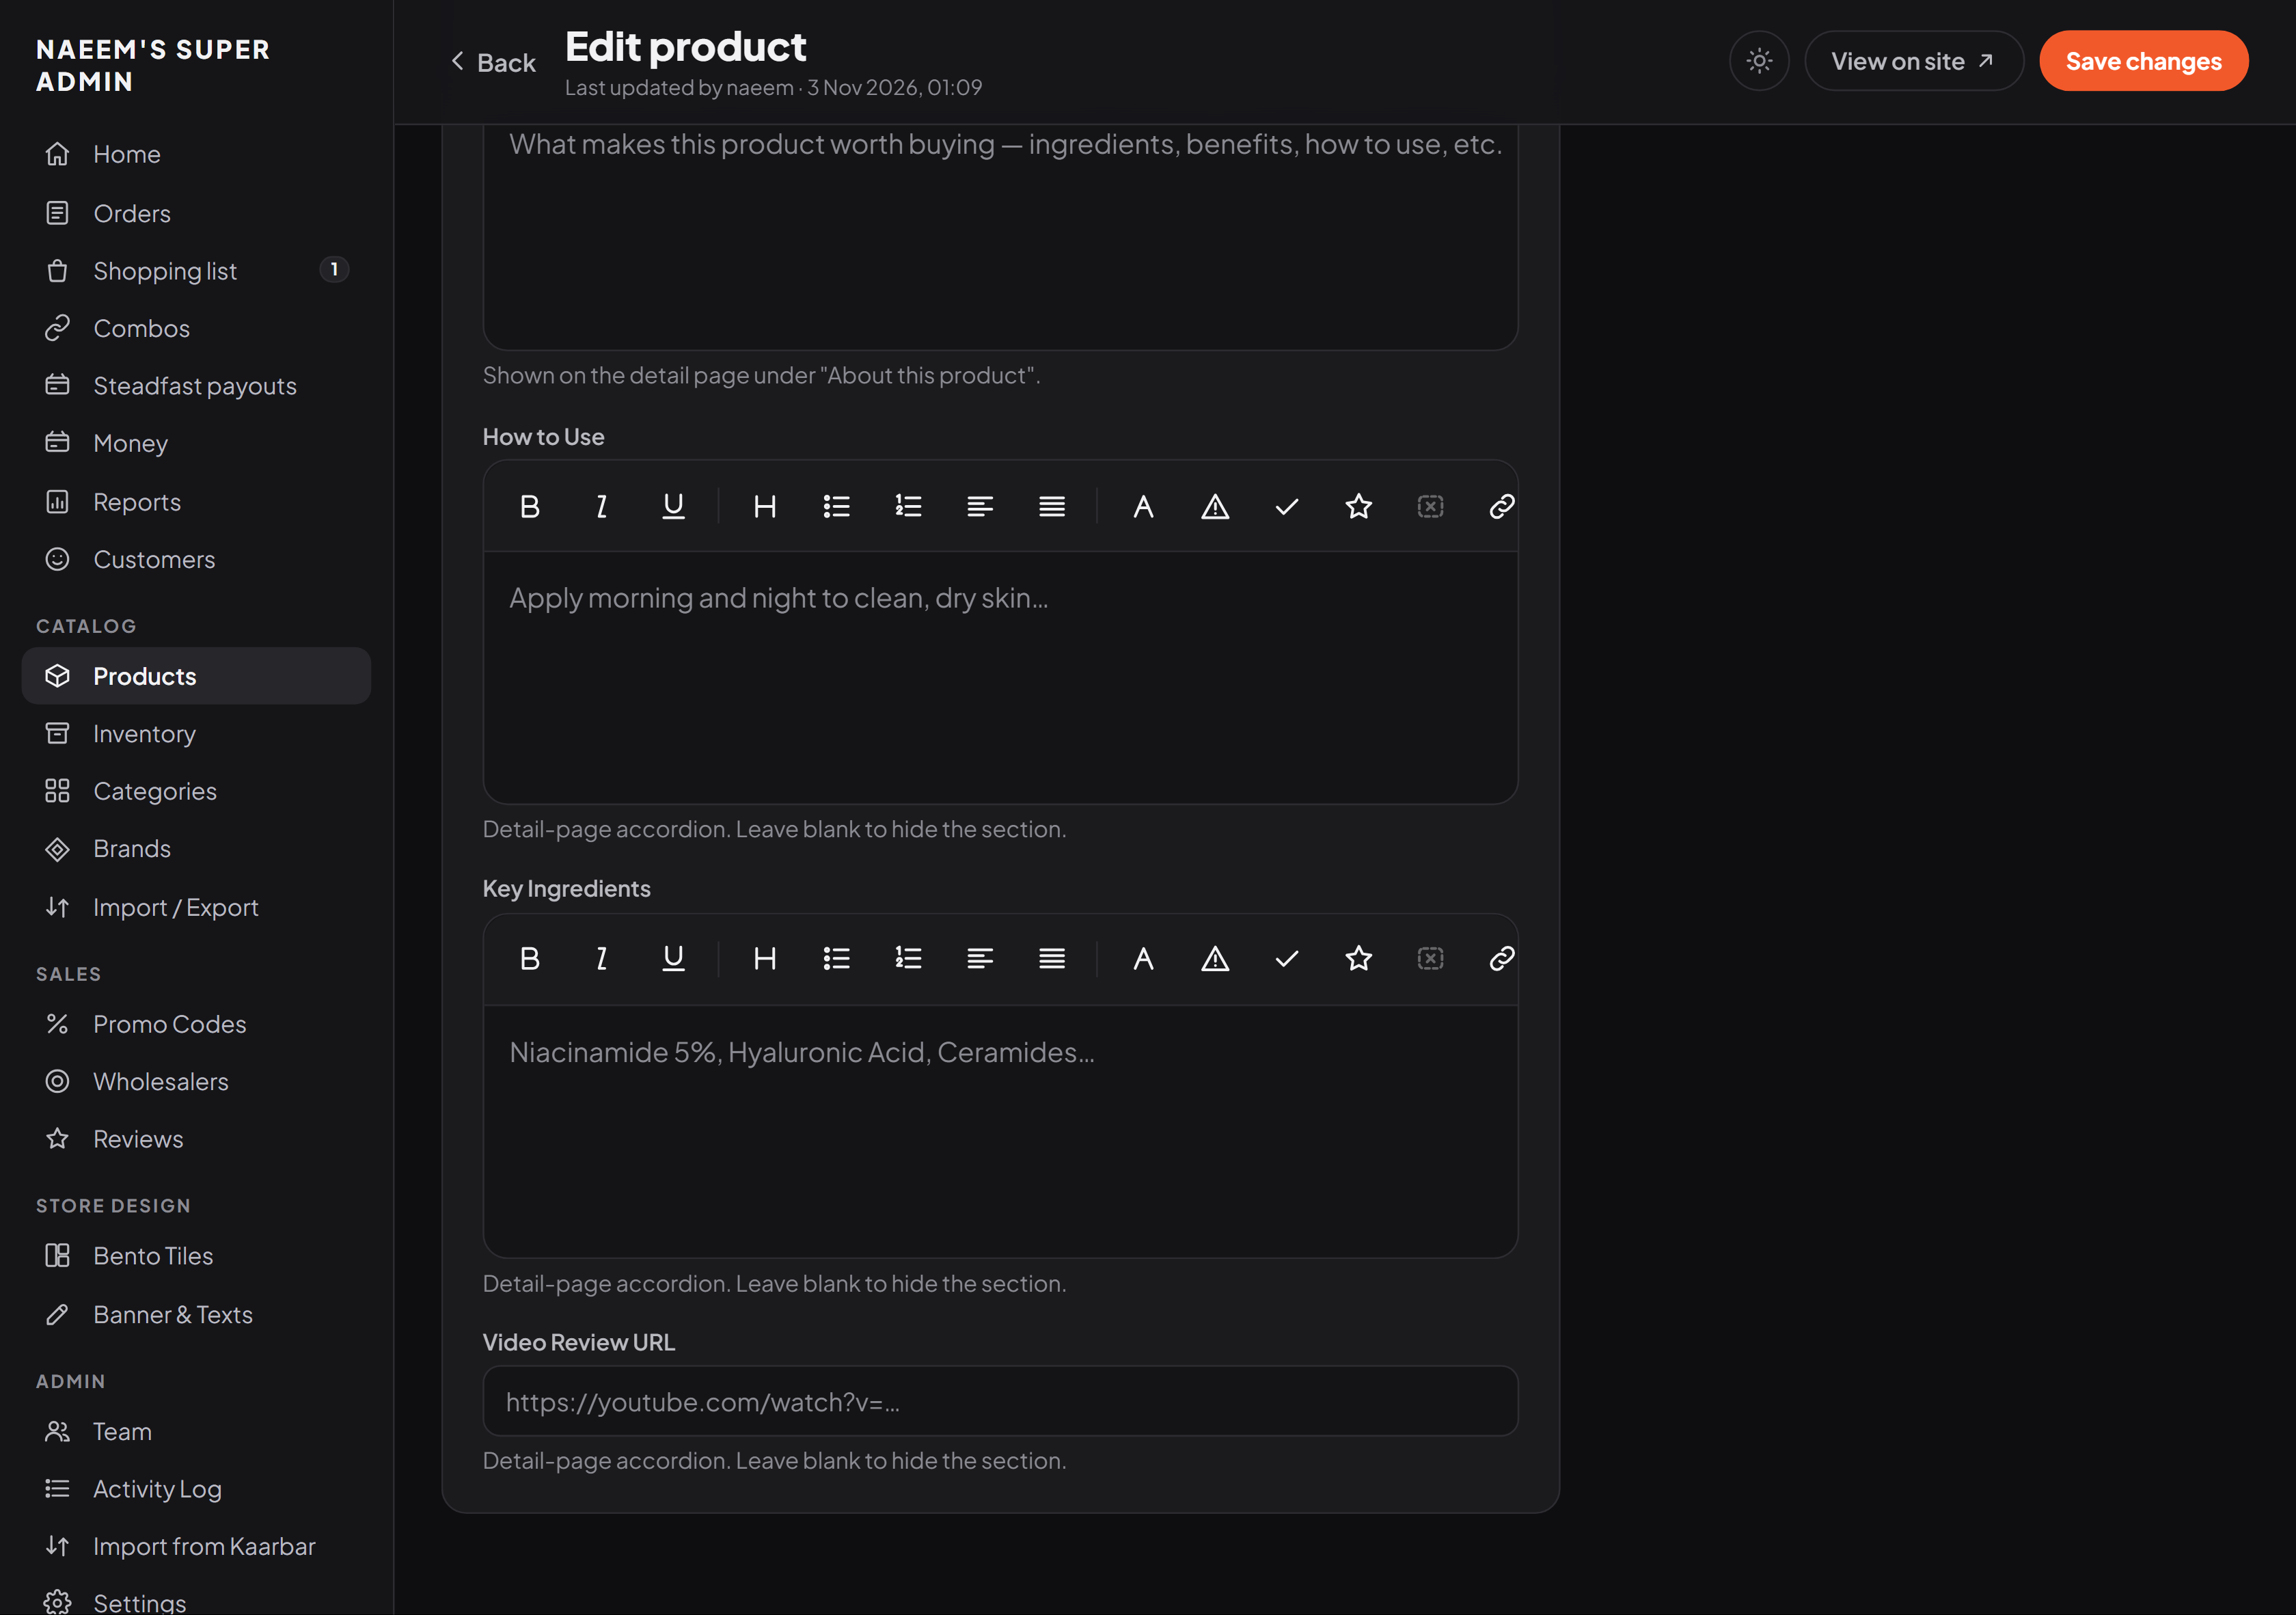 NAEEM'S SUPER
ADMIN
Home
Orders
Shopping list 1
Combos
Steadfast payouts
Money
Reports
Customers
CATALOG
Products
Inventory
Categories
Brands
Import / Export
SALES
Promo Codes
Wholesalers
Reviews
STORE DESIGN
Bento Tiles
Banner & Texts
ADMIN
Team
Activity Log
Import from Kaarbar
Settings
Back
Edit product
Last updated by naeem · 3 Nov 2026, 01:09
View on site
Save changes
What makes this product worth buying — ingredients, benefits, how to use, etc.
Shown on the detail page under "About this product".
How to Use
B I U H A
Apply morning and night to clean, dry skin…
Detail-page accordion. Leave blank to hide the section.
Key Ingredients
B I U H A
Niacinamide 5%, Hyaluronic Acid, Ceramides…
Detail-page accordion. Leave blank to hide the section.
Video Review URL
https://youtube.com/watch?v=…
Detail-page accordion. Leave blank to hide the section.